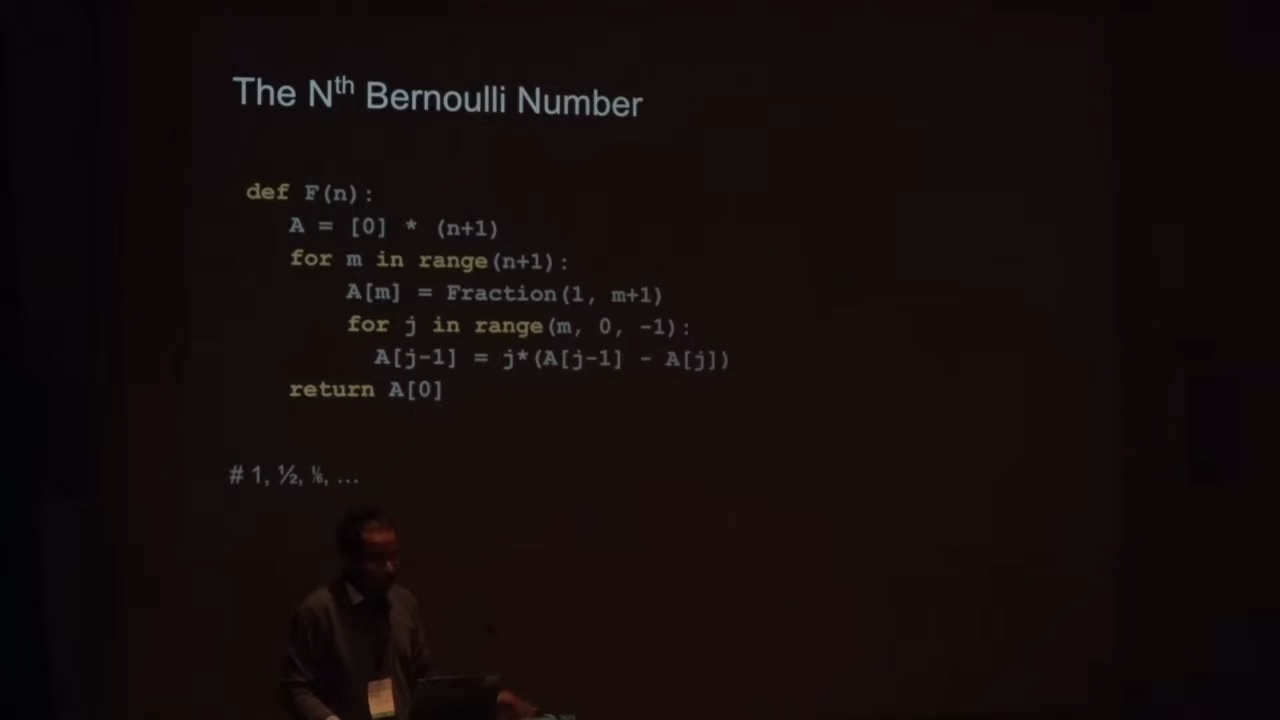 The Nth Bernoulli Number
def F(n):
A = [0] * (n+1)
for m in range(n+1):
A[m] = Fraction(1, m+1)
for j in range(m, 0, -1):
A[j-1] = j*(A[j-1] - A[j])
return A[0]
# 1, ½, ⅙, ...